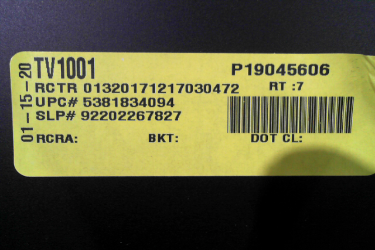 01-15-20
TV1001 P19045606
RCTR 01320171217030472 RT :7
UPC# 5381834094
SLP# 92202267827
RCRA: BKT: DOT CL: